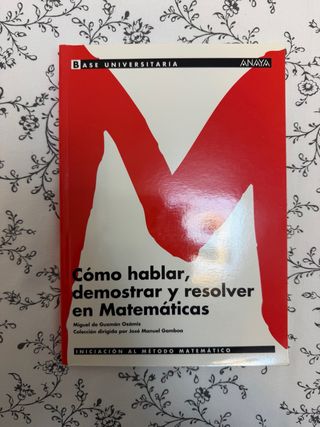 BASE UNIVERSITARIA
ANAYA
Cómo hablar,
demostrar y resolver
en Matemáticas
Miguel de Guzmán Ozámiz
Colección dirigida por José Manuel Gamboa
INICIACIÓN AL MÉTODO MATEMÁTICO